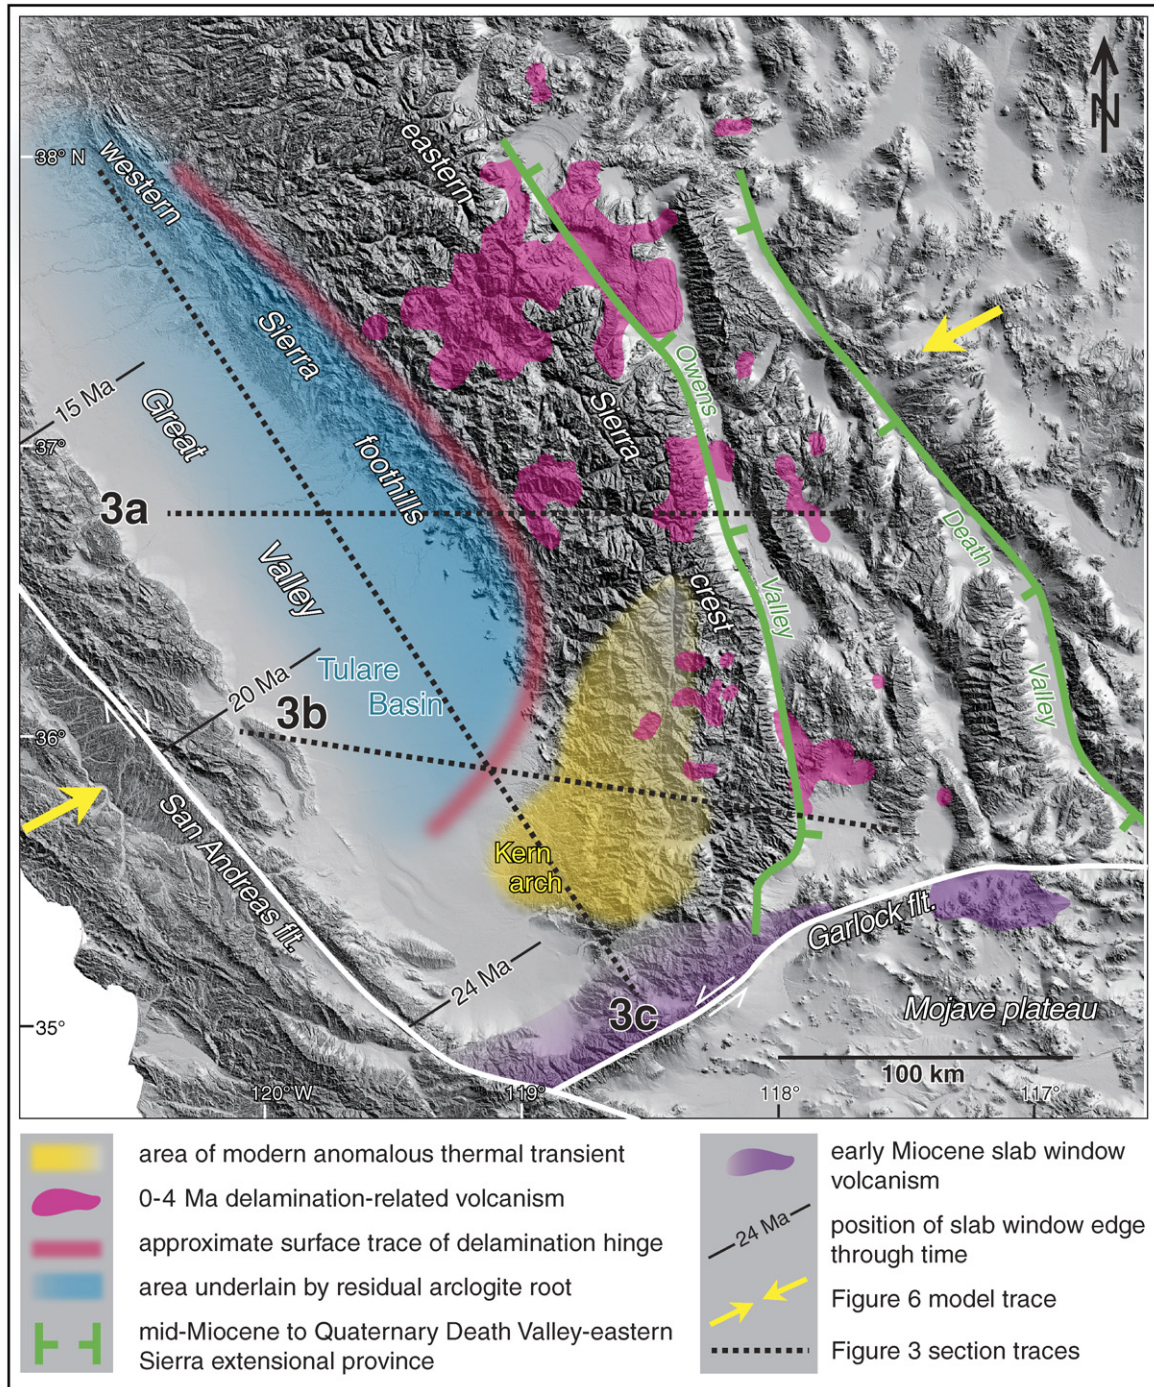 N
38° N
western
eastern
Sierra
foothills
Great
Valley
15 Ma
37°
Sierra
crest
Owens
Valley
Death
Valley
3a
20 Ma
Tulare
Basin
3b
36°
San Andreas flt.
Kern
arch
24 Ma
Garlock flt.
3c
35°
Mojave plateau
100 km
120° W
119°
118°
117°
area of modern anomalous thermal transient
0-4 Ma delamination-related volcanism
approximate surface trace of delamination hinge
area underlain by residual arclogite root
mid-Miocene to Quaternary Death Valley-eastern
Sierra extensional province
early Miocene slab window
volcanism
24 Ma
position of slab window edge
through time
Figure 6 model trace
Figure 3 section traces